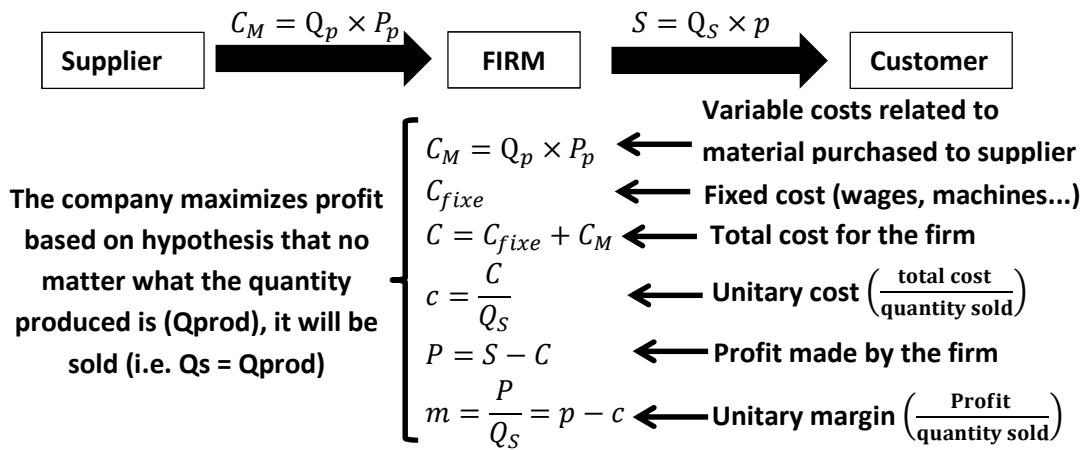 C_M = Q_p × P_p
S = Q_S × p
Supplier
FIRM
Customer
The company maximizes profit
based on hypothesis that no
matter what the quantity
produced is (Qprod), it will be
sold (i.e. Qs = Qprod)
C_M = Q_p × P_p
Variable costs related to
material purchased to supplier
C_fixe
Fixed cost (wages, machines...)
C = C_fixe + C_M
Total cost for the firm
c = C / Q_S
Unitary cost (total cost / quantity sold)
P = S − C
Profit made by the firm
m = P / Q_S = p − c
Unitary margin (Profit / quantity sold)